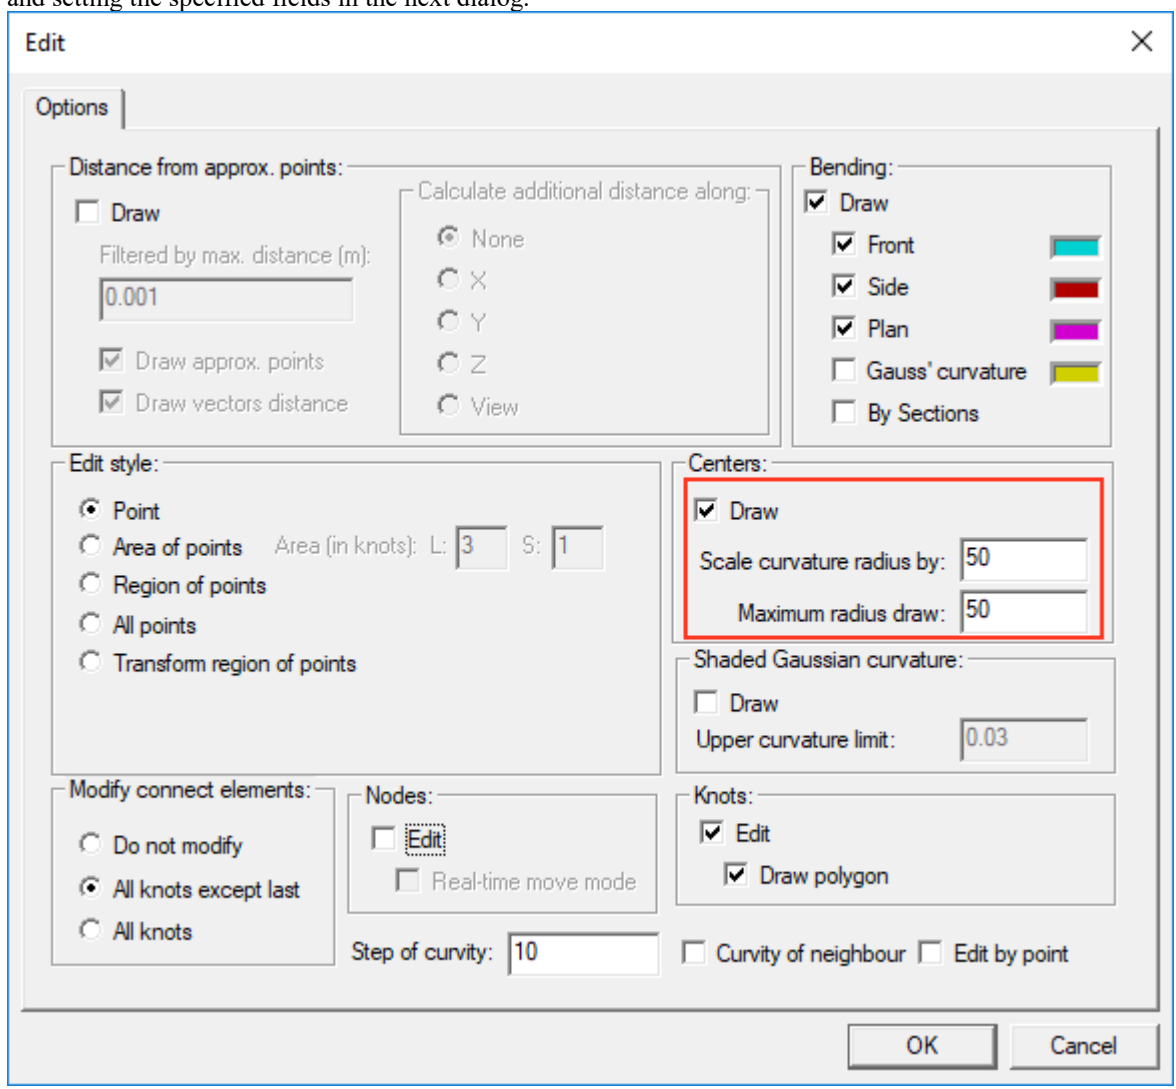 and setting the specified fields in the next dialog.
Edit
Options
Distance from approx. points:
Draw
Filtered by max. distance (m):
0.001
Draw approx. points
Draw vectors distance
Calculate additional distance along:
None
X
Y
Z
View
Bending:
Draw
Front
Side
Plan
Gauss' curvature
By Sections
Edit style:
Point
Area of points Area (in knots): L: 3 S: 1
Region of points
All points
Transform region of points
Centers:
Draw
Scale curvature radius by: 50
Maximum radius draw: 50
Shaded Gaussian curvature:
Draw
Upper curvature limit: 0.03
Modify connect elements:
Do not modify
All knots except last
All knots
Nodes:
Edit
Real-time move mode
Knots:
Edit
Draw polygon
Step of curvity: 10
Curvity of neighbour
Edit by point
OK
Cancel